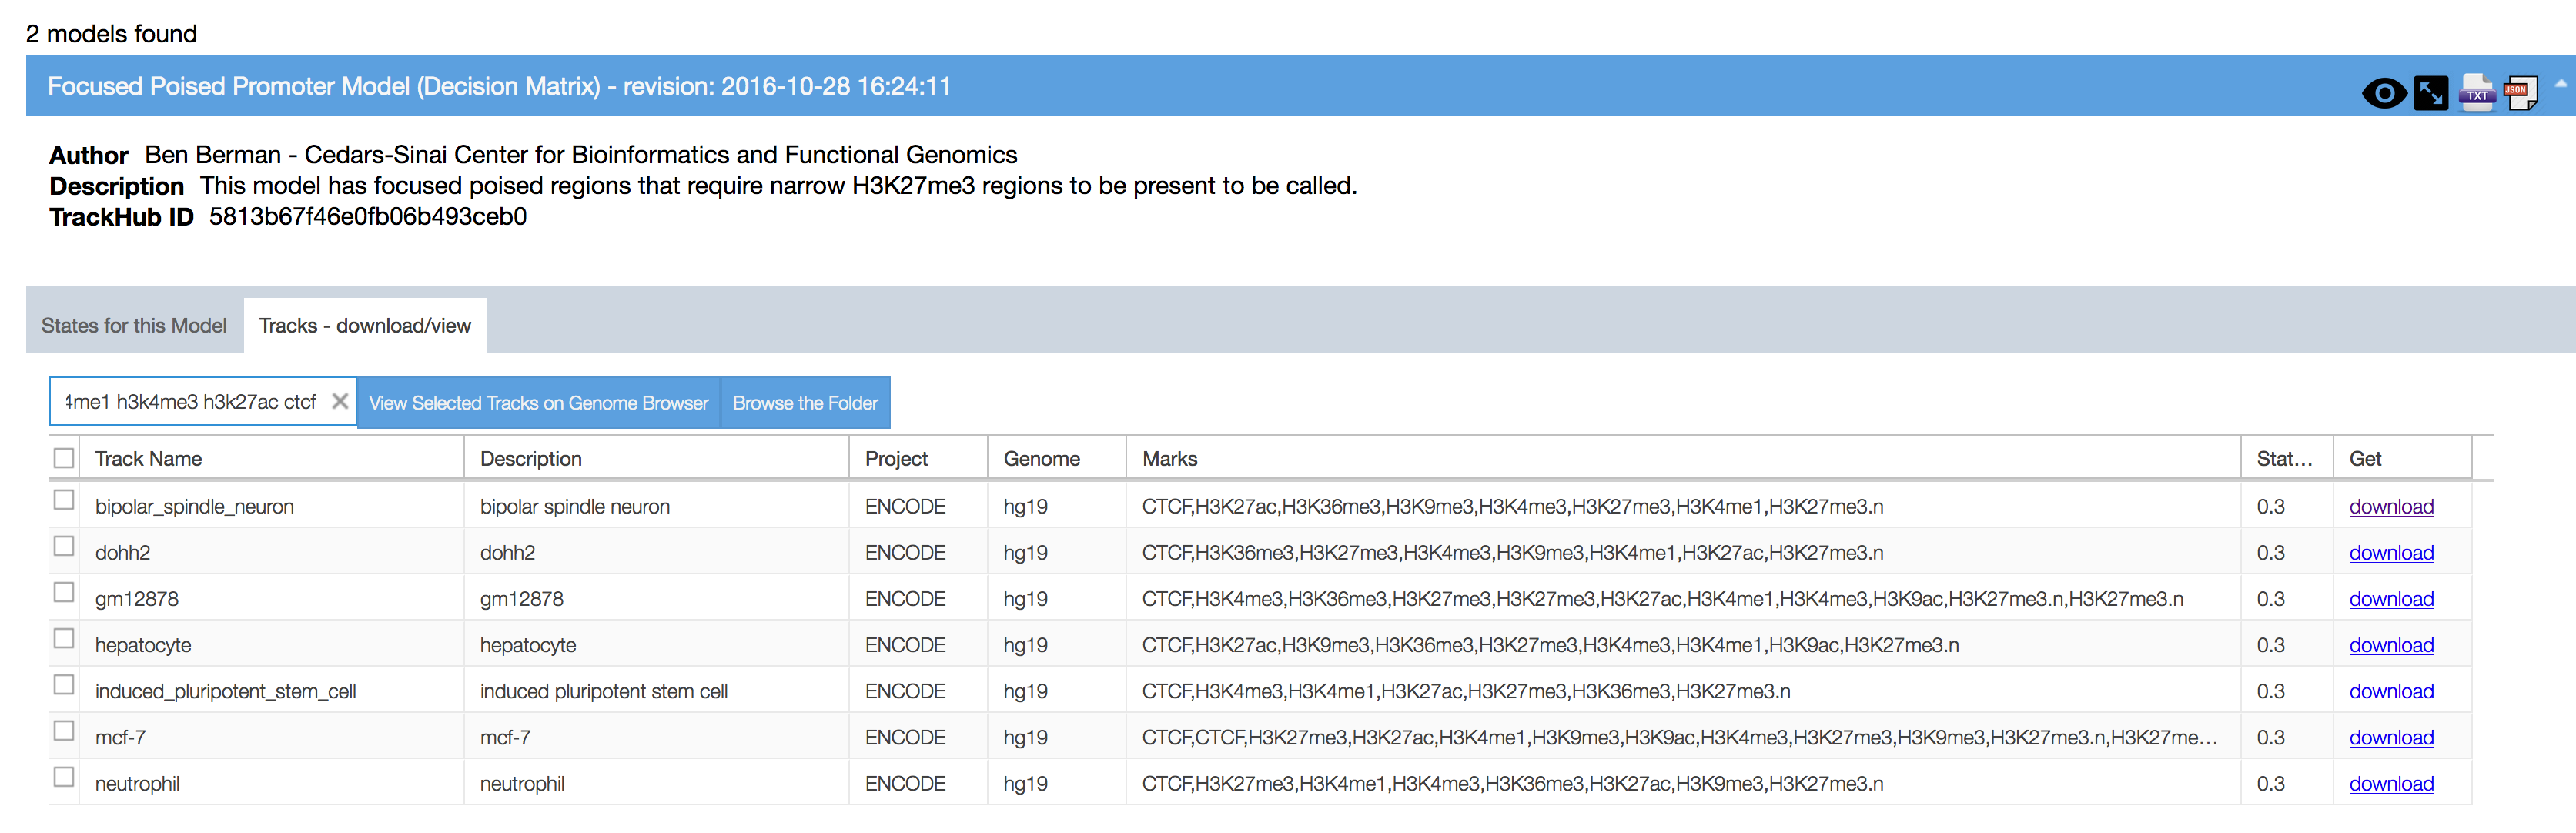 2 models found
Focused Poised Promoter Model (Decision Matrix) - revision: 2016-10-28 16:24:11
TXT JSON
Author Ben Berman - Cedars-Sinai Center for Bioinformatics and Functional Genomics
Description This model has focused poised regions that require narrow H3K27me3 regions to be present to be called.
TrackHub ID 5813b67f46e0fb06b493ceb0
States for this Model Tracks - download/view
4me1 h3k4me3 h3k27ac ctcf View Selected Tracks on Genome Browser Browse the Folder
Track Name Description Project Genome Marks Stat... Get
bipolar_spindle_neuron bipolar spindle neuron ENCODE hg19 CTCF,H3K27ac,H3K36me3,H3K9me3,H3K4me3,H3K27me3,H3K4me1,H3K27me3.n 0.3 download
dohh2 dohh2 ENCODE hg19 CTCF,H3K36me3,H3K27me3,H3K4me3,H3K9me3,H3K4me1,H3K27ac,H3K27me3.n 0.3 download
gm12878 gm12878 ENCODE hg19 CTCF,H3K4me3,H3K36me3,H3K27me3,H3K27me3,H3K27ac,H3K4me1,H3K4me3,H3K9ac,H3K27me3.n,H3K27me3.n 0.3 download
hepatocyte hepatocyte ENCODE hg19 CTCF,H3K27ac,H3K9me3,H3K36me3,H3K27me3,H3K4me3,H3K4me1,H3K9ac,H3K27me3.n 0.3 download
induced_pluripotent_stem_cell induced pluripotent stem cell ENCODE hg19 CTCF,H3K4me3,H3K4me1,H3K27ac,H3K27me3,H3K36me3,H3K27me3.n 0.3 download
mcf-7 mcf-7 ENCODE hg19 CTCF,CTCF,H3K27me3,H3K27ac,H3K4me1,H3K9me3,H3K9ac,H3K4me3,H3K27me3,H3K9me3,H3K27me3.n,H3K27me... 0.3 download
neutrophil neutrophil ENCODE hg19 CTCF,H3K27me3,H3K4me1,H3K4me3,H3K36me3,H3K27ac,H3K9me3,H3K27me3.n 0.3 download